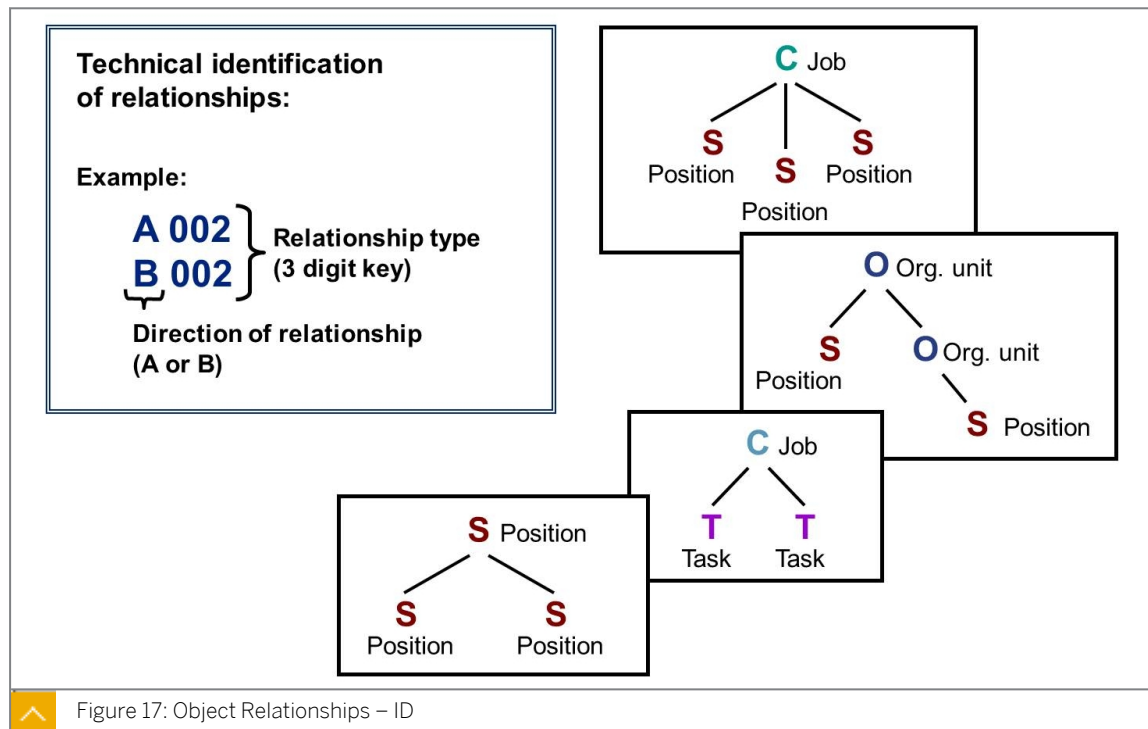 Technical identification
of relationships:
Example:
A 002
B 002
Relationship type
(3 digit key)
Direction of relationship
(A or B)
C Job
S
S
S
Position
Position
Position
O Org. unit
S
O Org. unit
Position
S Position
C Job
T
T
Task
Task
S Position
S
S
Position
Position
Figure 17: Object Relationships – ID